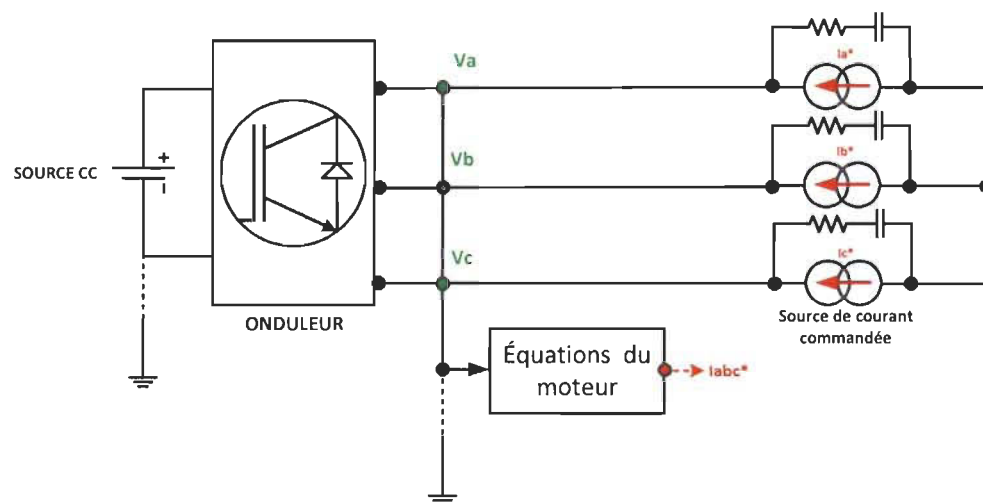 Va
Ia*
SOURCE CC
+
Vb
Ib*
Vc
Ic*
ONDULEUR
Source de courant
commandée
Équations du
moteur
Iabc*